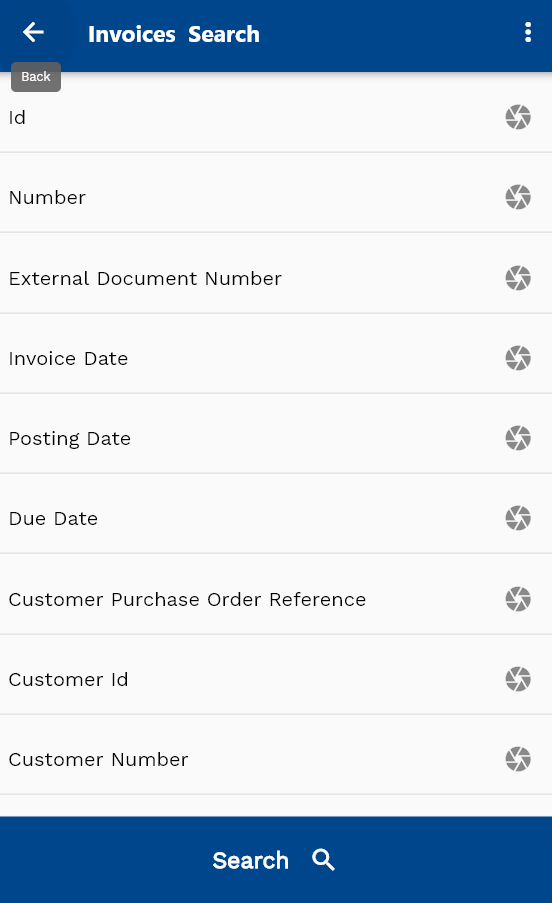 Invoices Search
Back
Id
Number
External Document Number
Invoice Date
Posting Date
Due Date
Customer Purchase Order Reference
Customer Id
Customer Number
Search